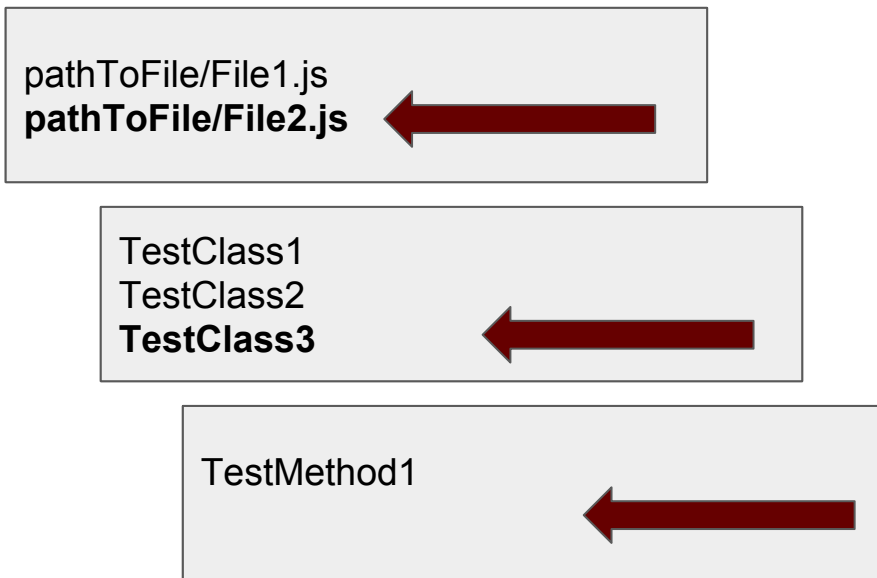 pathToFile/File1.js
pathToFile/File2.js
TestClass1
TestClass2
TestClass3
TestMethod1